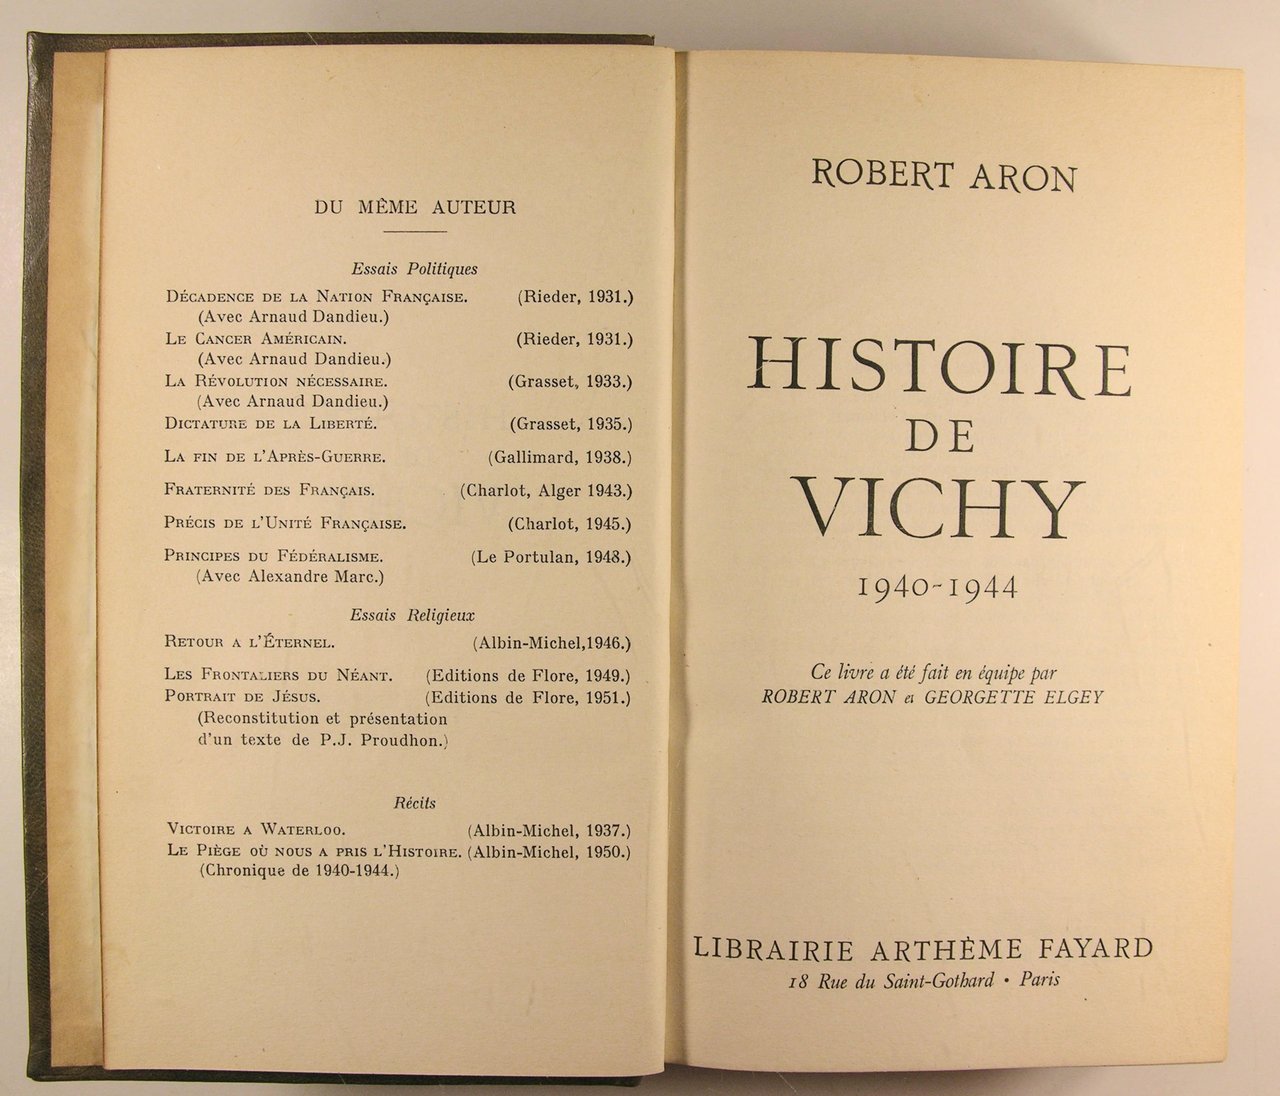 DU MÊME AUTEUR
Essais Politiques
DÉCADENCE DE LA NATION FRANÇAISE. (Rieder, 1931.)
(Avec Arnaud Dandieu.)
LE CANCER AMÉRICAIN. (Rieder, 1931.)
(Avec Arnaud Dandieu.)
LA RÉVOLUTION NÉCESSAIRE. (Grasset, 1933.)
(Avec Arnaud Dandieu.)
DICTATURE DE LA LIBERTÉ. (Grasset, 1935.)
LA FIN DE L'APRÈS-GUERRE. (Gallimard, 1938.)
FRATERNITÉ DES FRANÇAIS. (Charlot, Alger 1943.)
PRÉCIS DE L'UNITÉ FRANÇAISE. (Charlot, 1945.)
PRINCIPES DU FÉDÉRALISME. (Le Portulan, 1948.)
(Avec Alexandre Marc.)
Essais Religieux
RETOUR A L'ÉTERNEL. (Albin-Michel,1946.)
LES FRONTALIERS DU NÉANT. (Editions de Flore, 1949.)
PORTRAIT DE JÉSUS. (Editions de Flore, 1951.)
(Reconstitution et présentation
d'un texte de P.J. Proudhon.)
Récits
VICTOIRE A WATERLOO. (Albin-Michel, 1937.)
LE PIÈGE OÙ NOUS A PRIS L'HISTOIRE. (Albin-Michel, 1950.)
(Chronique de 1940-1944.)
ROBERT ARON
HISTOIRE
DE
VICHY
1940-1944
Ce livre a été fait en équipe par
ROBERT ARON et GEORGETTE ELGEY
LIBRAIRIE ARTHÈME FAYARD
18 Rue du Saint-Gothard • Paris